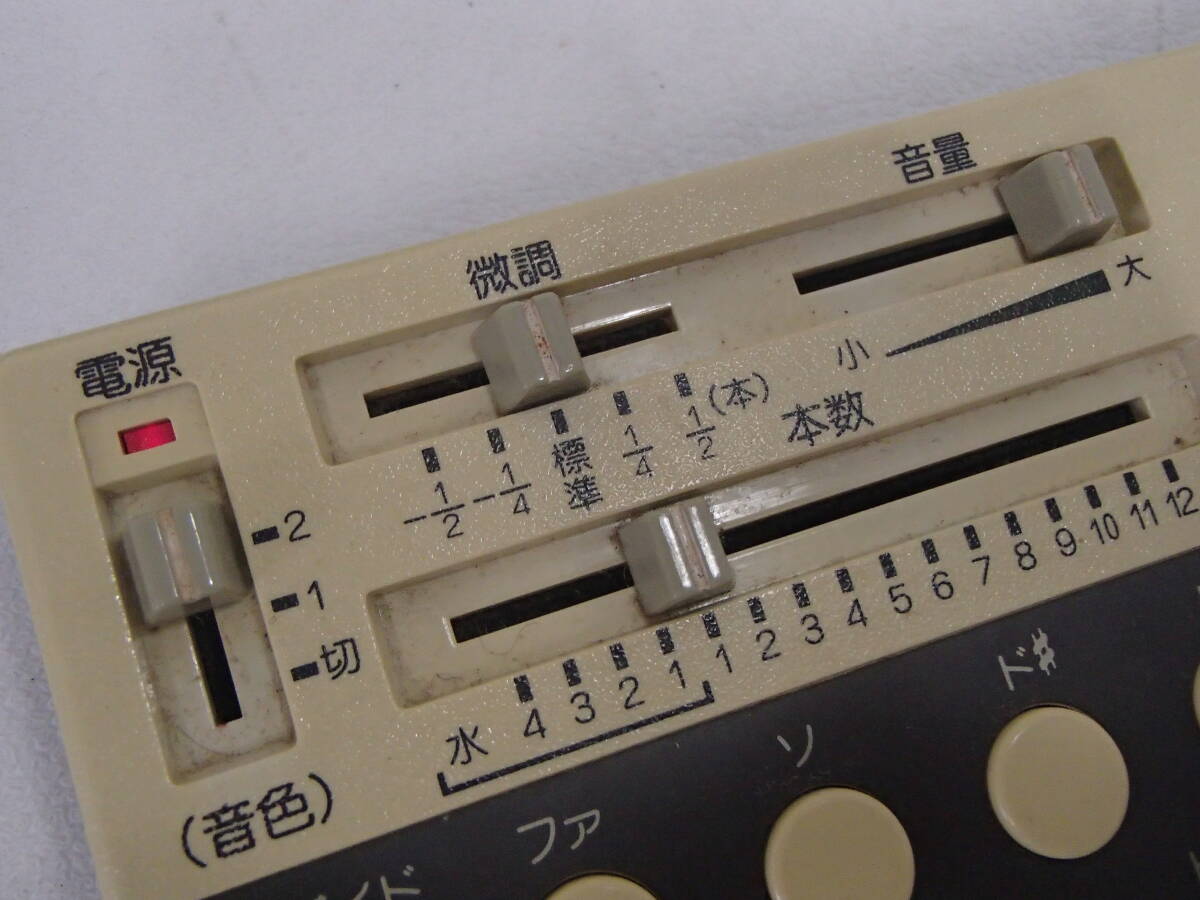 電源
2
1
切
(音色)
微調
-1/2 -1/4 標準 1/4 1/2 (本)
音量
小 大
本数
水 4 3 2 1 1 2 3 4 5 6 7 8 9 10 11 12
ファ
ソ
ド#